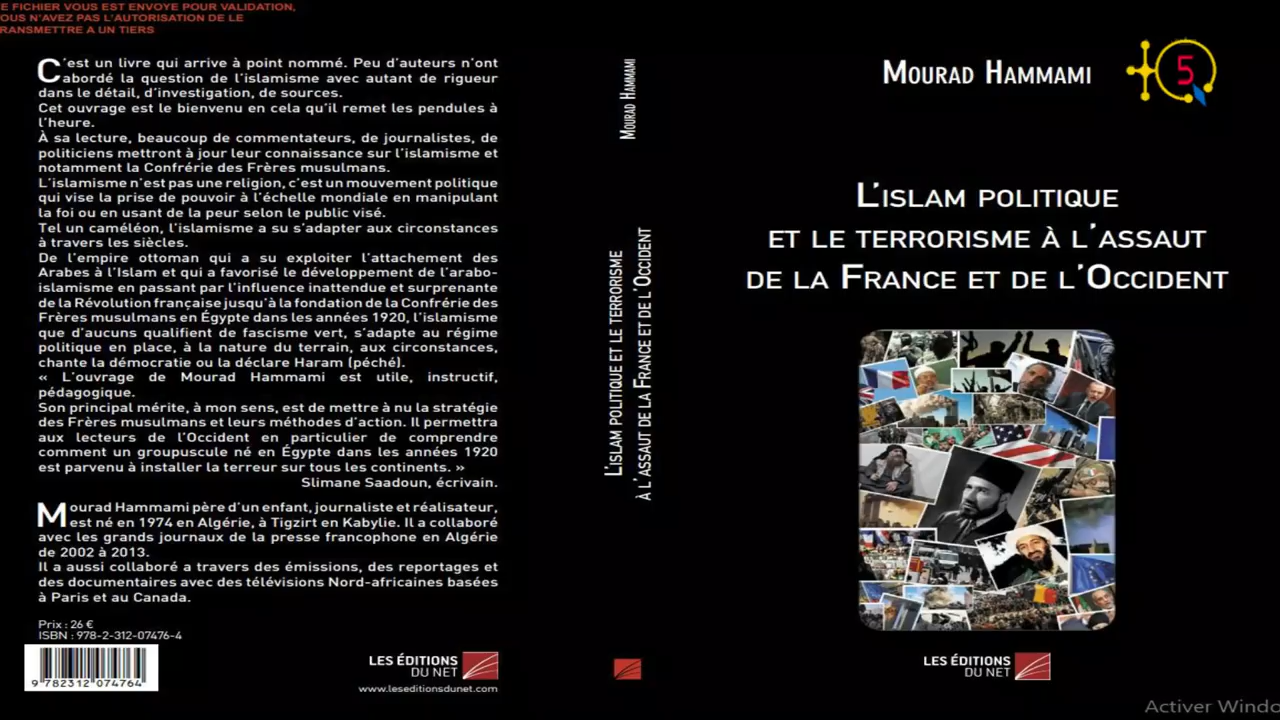 E FICHIER VOUS EST ENVOYE POUR VALIDATION,
OUS N'AVEZ PAS L'AUTORISATION DE LE
RANSMETTRE A UN TIERS
C'est un livre qui arrive à point nommé. Peu d'auteurs n'ont
abordé la question de l'islamisme avec autant de rigueur
dans le détail, d'investigation, de sources.
Cet ouvrage est le bienvenu en cela qu'il remet les pendules à
l'heure.
À sa lecture, beaucoup de commentateurs, de journalistes, de
politiciens mettront à jour leur connaissance sur l'islamisme et
notamment la Confrérie des Frères musulmans.
L'islamisme n'est pas une religion, c'est un mouvement politique
qui vise la prise de pouvoir à l'échelle mondiale en manipulant
la foi ou en usant de la peur selon le public visé.
Tel un caméléon, l'islamisme a su s'adapter aux circonstances
à travers les siècles.
De l'empire ottoman qui a su exploiter l'attachement des
Arabes à l'Islam et qui a favorisé le développement de l'arabo-
islamisme en passant par l'influence inattendue et surprenante
de la Révolution française jusqu'à la fondation de la Confrérie des
Frères musulmans en Égypte dans les années 1920, l'islamisme
que d'aucuns qualifient de fascisme vert, s'adapte au régime
politique en place, à la nature du terrain, aux circonstances,
chante la démocratie ou la déclare Haram (péché).
« L'ouvrage de Mourad Hammami est utile, instructif,
pédagogique.
Son principal mérite, à mon sens, est de mettre à nu la stratégie
des Frères musulmans et leurs méthodes d'action. Il permettra
aux lecteurs de l'Occident en particulier de comprendre
comment un groupuscule né en Égypte dans les années 1920
est parvenu à installer la terreur sur tous les continents. »
Slimane Saadoun, écrivain.
Mourad Hammami père d'un enfant, journaliste et réalisateur,
est né en 1974 en Algérie, à Tigzirt en Kabylie. Il a collaboré
avec les grands journaux de la presse francophone en Algérie
de 2002 à 2013.
Il a aussi collaboré a travers des émissions, des reportages et
des documentaires avec des télévisions Nord-africaines basées
à Paris et au Canada.
Prix : 26 €
ISBN : 978-2-312-07476-4
9 782312 074764
LES ÉDITIONS
DU NET
www.leseditionsdunet.com
MOURAD HAMMAMI
L'ISLAM POLITIQUE ET LE TERRORISME
À L'ASSAUT DE LA FRANCE ET DE L'OCCIDENT
MOURAD HAMMAMI
5
L'ISLAM POLITIQUE
ET LE TERRORISME À L'ASSAUT
DE LA FRANCE ET DE L'OCCIDENT
LES ÉDITIONS
DU NET
Activer Windo